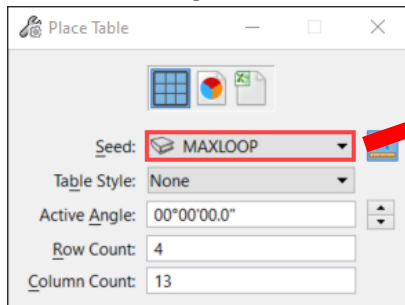 Place Table
Seed: MAXLOOP
Table Style: None
Active Angle: 00°00'00.0"
Row Count: 4
Column Count: 13